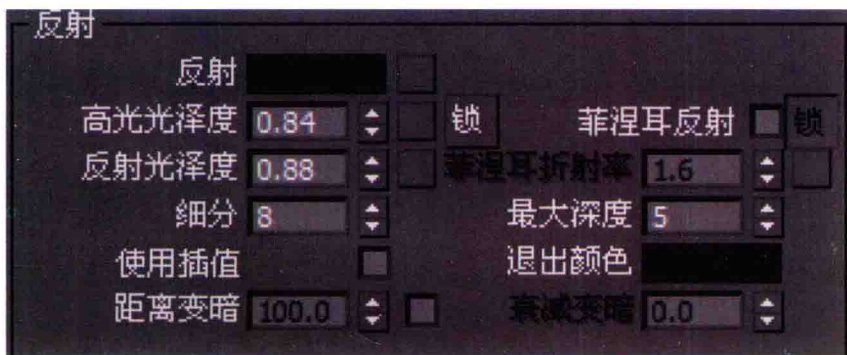 反射
反射
高光光泽度 0.84 锁 菲涅耳反射 锁
反射光泽度 0.88 菲涅耳折射率 1.6
细分 8 最大深度 5
使用插值 退出颜色
距离变暗 100.0 衰减变暗 0.0